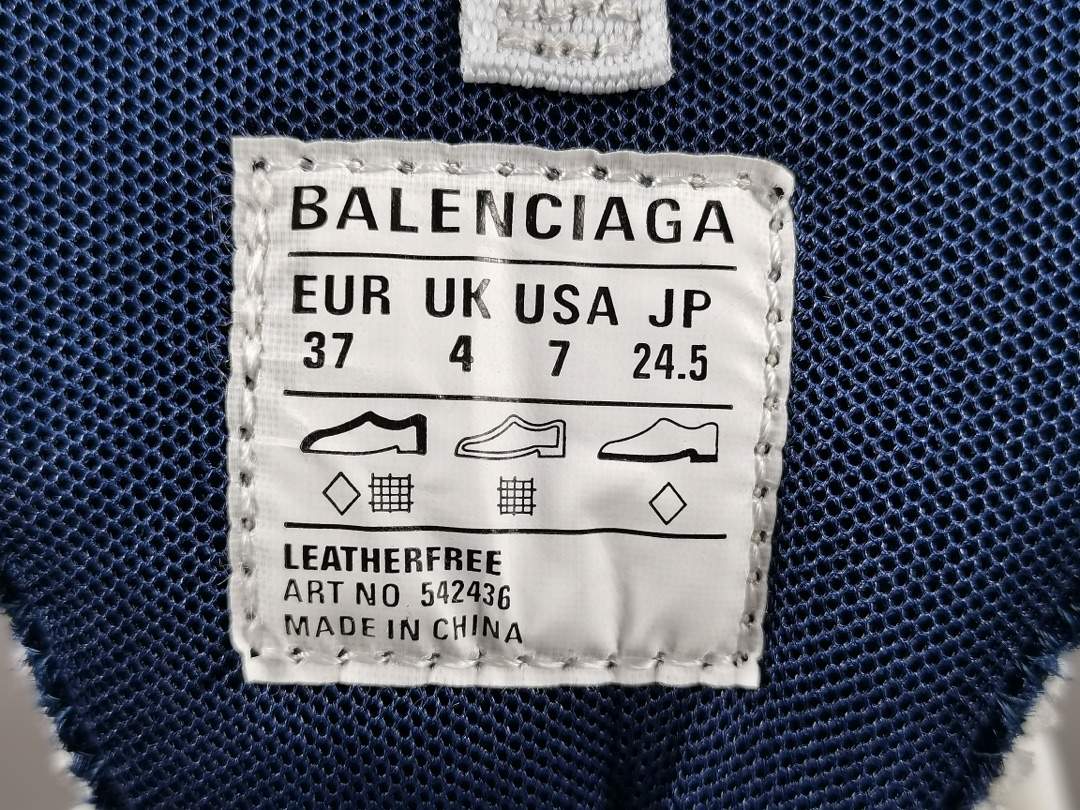 BALENCIAGA
EUR UK USA JP
37 4 7 24.5
LEATHERFREE
ART NO 542436
MADE IN CHINA